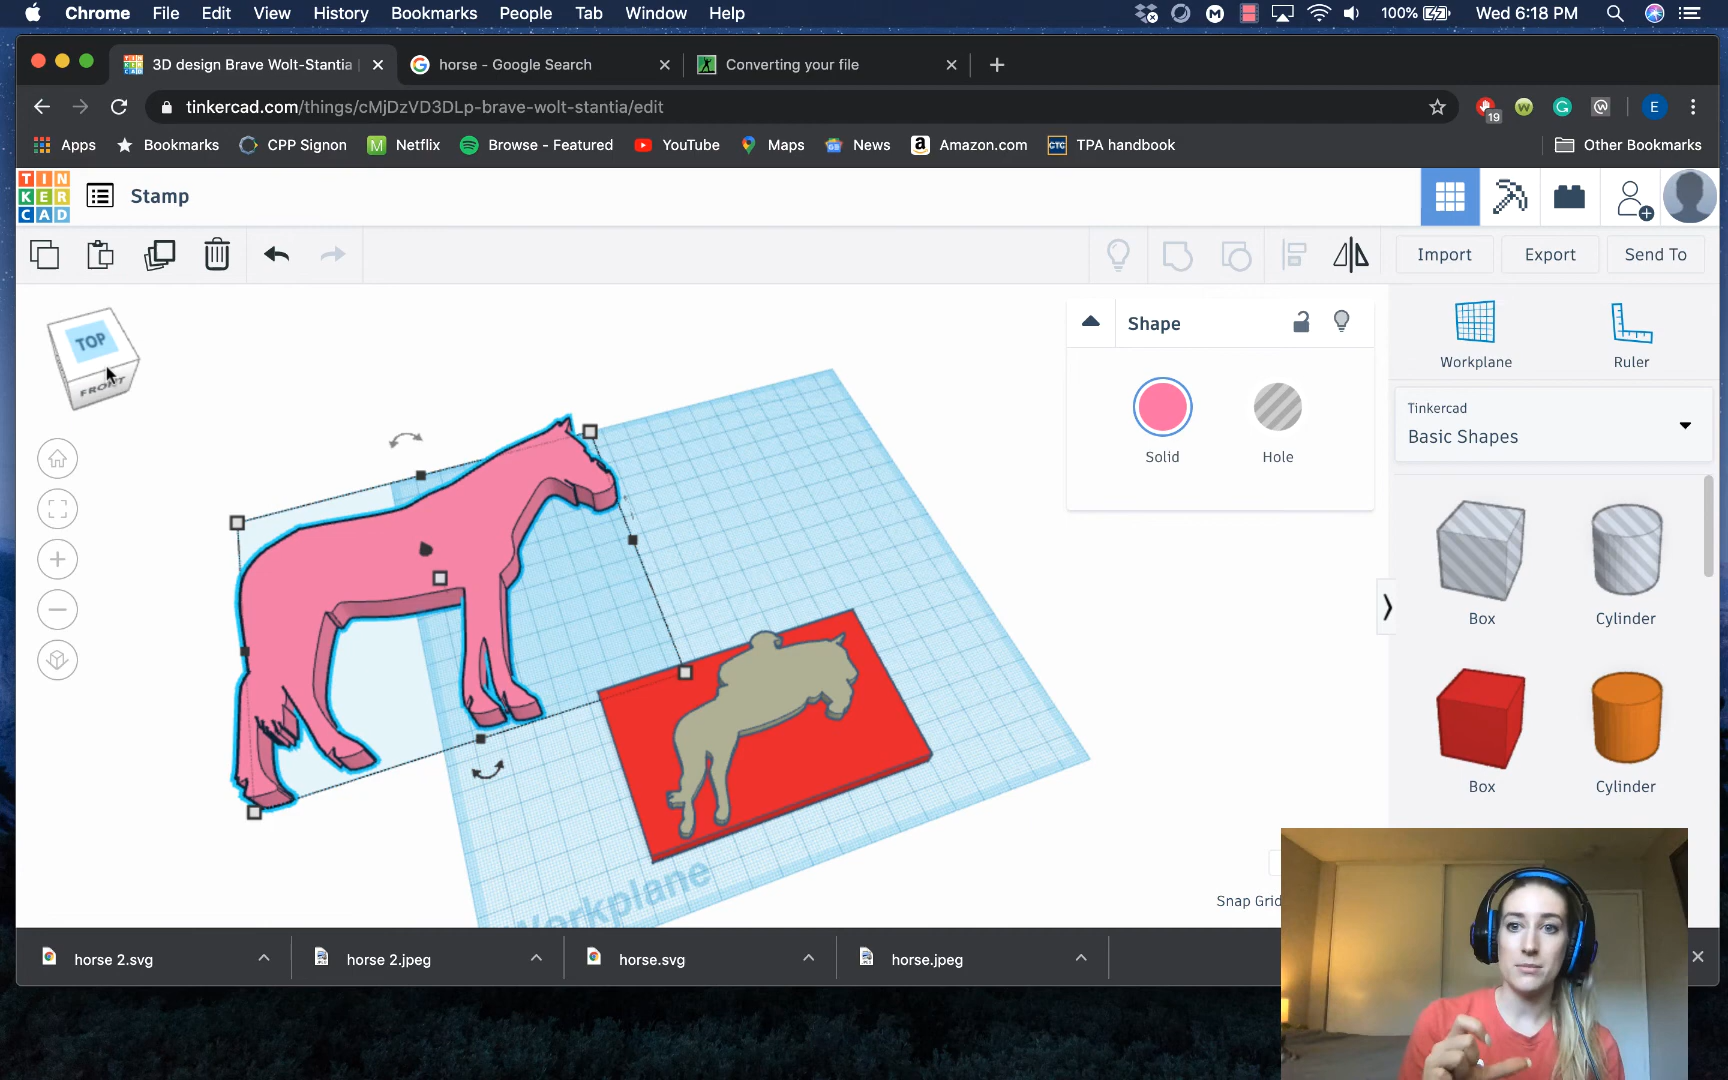 Chrome File Edit View History Bookmarks People Tab Window Help 100% Wed 6:18 PM
3D design Brave Wolt-Stantia
horse - Google Search
Converting your file
tinkercad.com/things/cMjDzVD3DLp-brave-wolt-stantia/edit
19
E
Apps Bookmarks CPP Signon Netflix Browse - Featured YouTube Maps News Amazon.com TPA handbook Other Bookmarks
TIN
KER
CAD
Stamp
Import Export Send To
TOP
FRONT
Shape
Solid Hole
Workplane Ruler
Tinkercad
Basic Shapes
Box Cylinder
Box Cylinder
Workplane
Snap Grid
horse 2.svg horse 2.jpeg horse.svg horse.jpeg